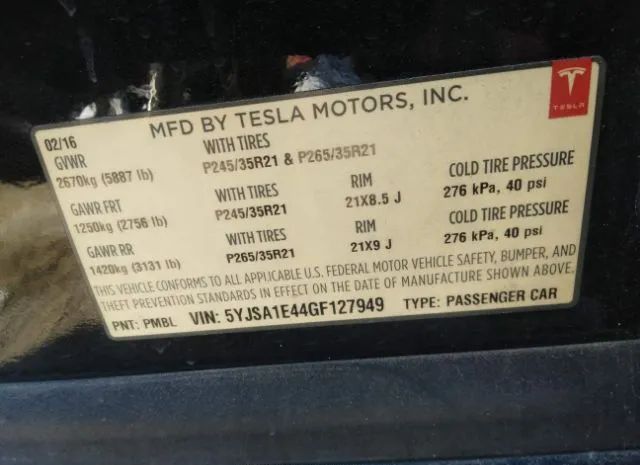 MFD BY TESLA MOTORS, INC.
TESLA
02/16
GVWR
2670kg (5887 lb)
WITH TIRES
P245/35R21 & P265/35R21
GAWR FRT
1250kg (2756 lb)
WITH TIRES
P245/35R21
RIM
21X8.5 J
COLD TIRE PRESSURE
276 kPa, 40 psi
GAWR RR
1420kg (3131 lb)
WITH TIRES
P265/35R21
RIM
21X9 J
COLD TIRE PRESSURE
276 kPa, 40 psi
THIS VEHICLE CONFORMS TO ALL APPLICABLE U.S. FEDERAL MOTOR VEHICLE SAFETY, BUMPER, AND
THEFT PREVENTION STANDARDS IN EFFECT ON THE DATE OF MANUFACTURE SHOWN ABOVE.
PNT: PMBL VIN: 5YJSA1E44GF127949 TYPE: PASSENGER CAR